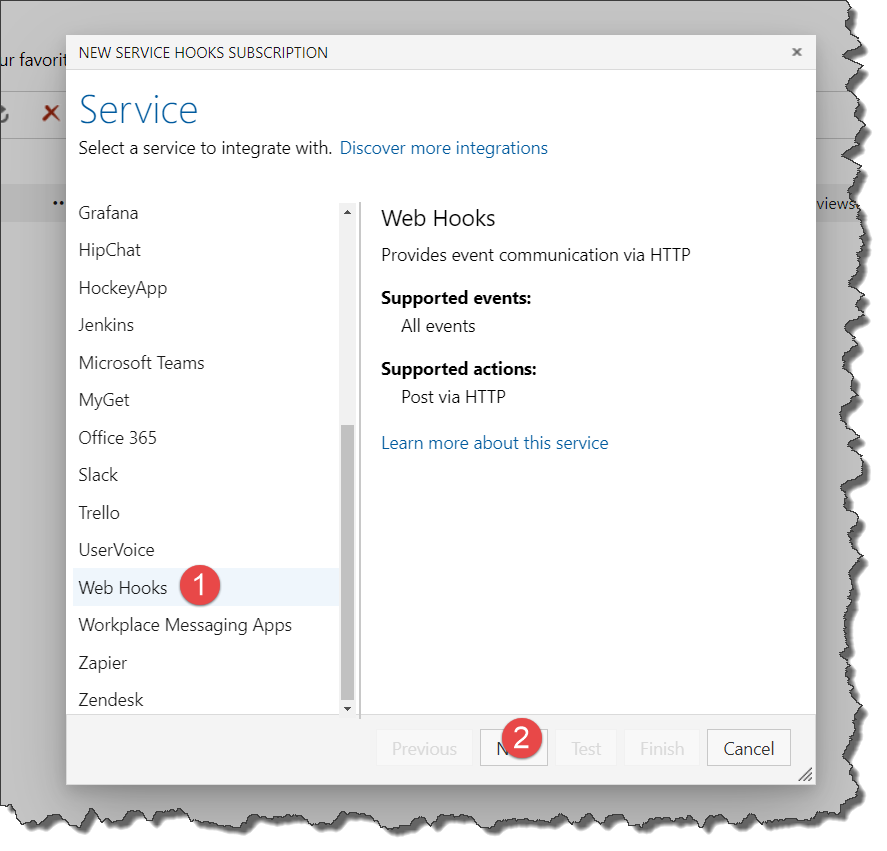 ur favorit
NEW SERVICE HOOKS SUBSCRIPTION
Service
Select a service to integrate with. Discover more integrations
views
Grafana
HipChat
HockeyApp
Jenkins
Microsoft Teams
MyGet
Office 365
Slack
Trello
UserVoice
Web Hooks 1
Workplace Messaging Apps
Zapier
Zendesk
Web Hooks
Provides event communication via HTTP
Supported events:
All events
Supported actions:
Post via HTTP
Learn more about this service
Previous N 2 Test Finish Cancel